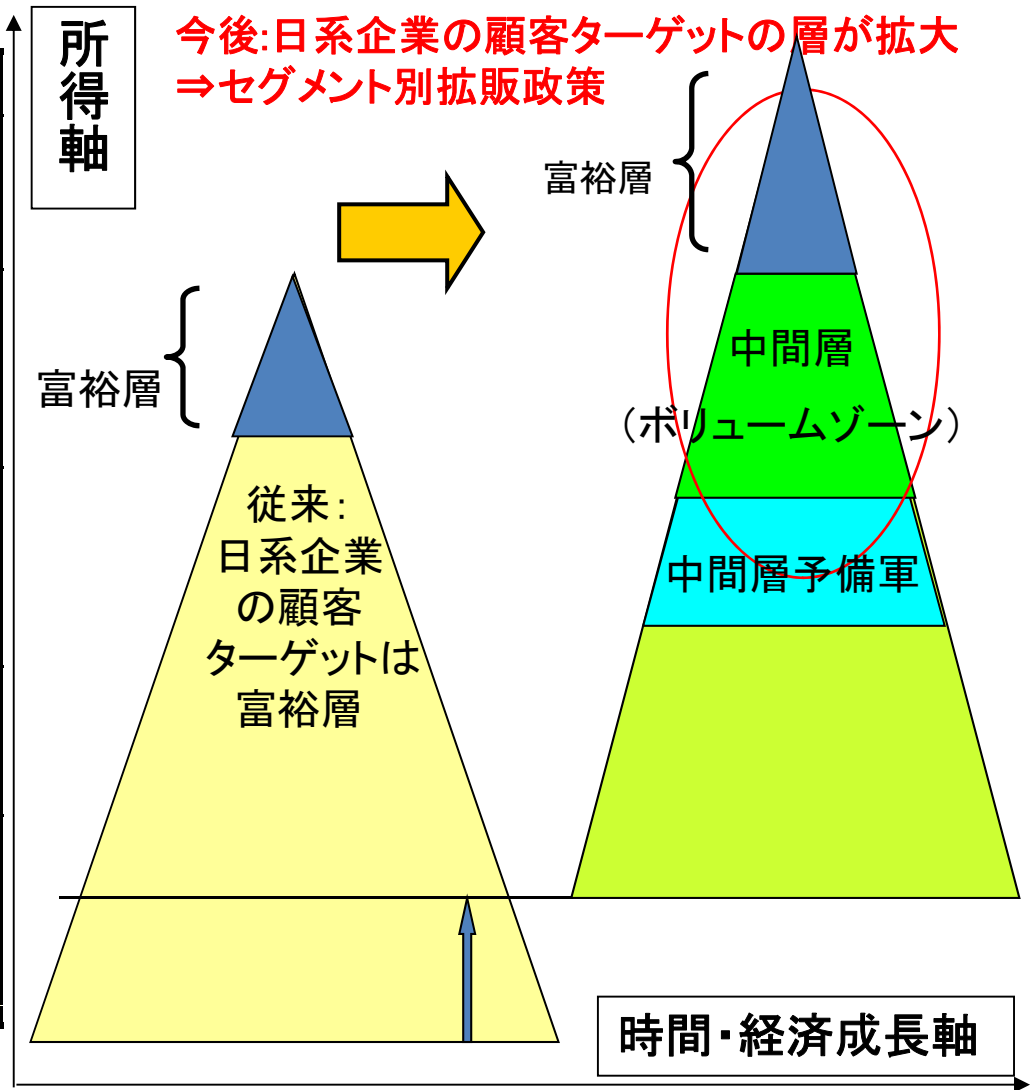 所得軸
今後:日系企業の顧客ターゲットの層が拡大
⇒セグメント別拡販政策
富裕層
富裕層
従来:
日系企業
の顧客
ターゲットは
富裕層
中間層
(ボリュームゾーン)
中間層予備軍
時間・経済成長軸